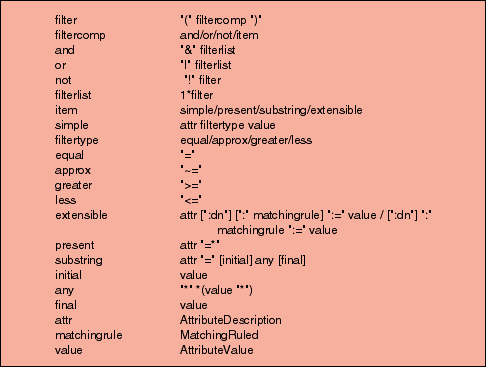 filter "(" filtercomp ")"
filtercomp and/or/not/item
and "&" filterlist
or "|" filterlist
not "!" filter
filterlist 1*filter
item simple/present/substring/extensible
simple attr filtertype value
filtertype equal/approx/greater/less
equal "="
approx "~="
greater ">="
less "<="
extensible attr [":dn"] [":" matchingrule] ":=" value / [":dn"] ":"
matchingrule ":=" value
present attr "=*"
substring attr "=" [initial] any [final]
initial value
any "*" *(value "*")
final value
attr AttributeDescription
matchingrule MatchingRuled
value AttributeValue